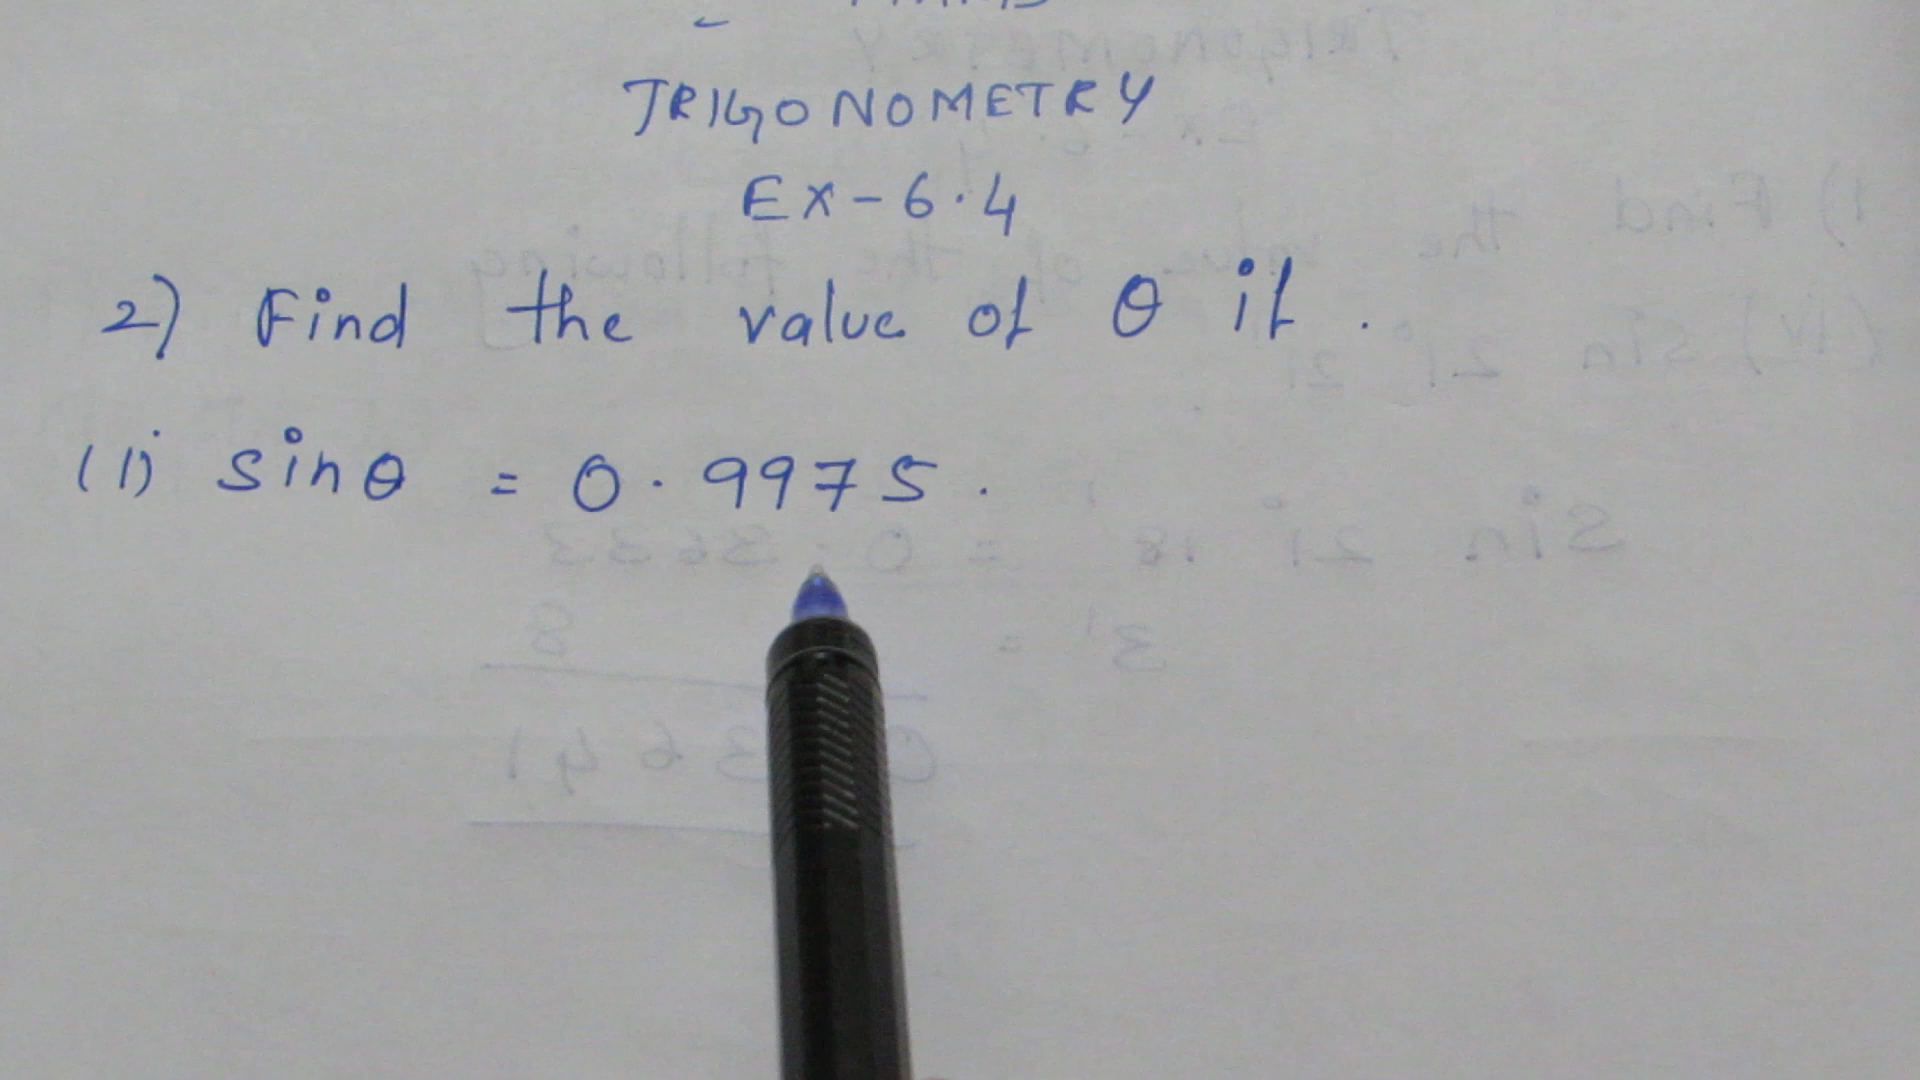 TRIGONOMETRY
EX-6.4
2) Find the value of θ if.
(i) sinθ = 0.9975.